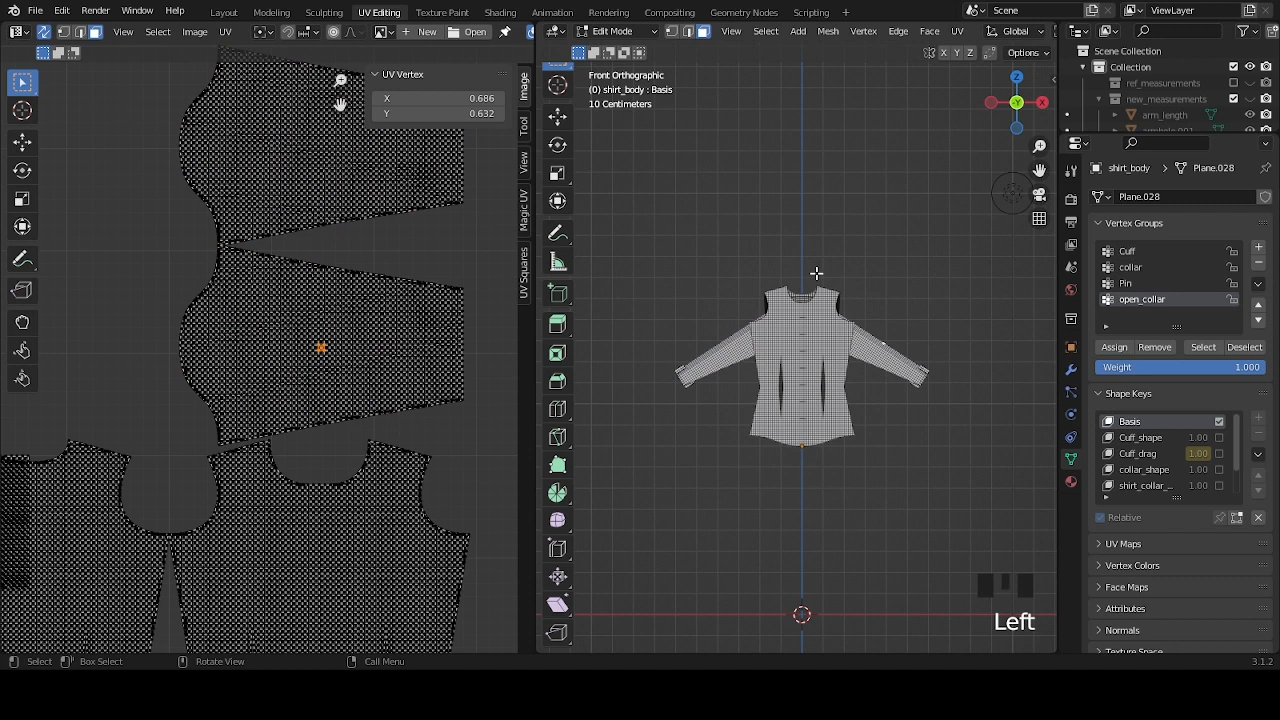 File Edit Render Window Help
Layout Modeling Sculpting UV Editing Texture Paint Shading Animation Rendering Compositing Geometry Nodes Scripting +
Scene
ViewLayer
View Select Image UV
New
Open
Edit Mode
View Select Add Mesh Vertex Edge Face UV
Global
X Y Z
Options
UV Vertex
X 0.686
Y 0.632
Image
Tool
View
Magic UV
UV Squares
Front Orthographic
(0) shirt_body : Basis
10 Centimeters
Z
-Y
X
Left
Scene Collection
Collection
ref_measurements
new_measurements
arm_length
armhole.001
shirt_body
Plane.028
Plane.028
Vertex Groups
Cuff
collar
Pin
open_collar
Assign Remove Select Deselect
Weight 1.000
Shape Keys
Basis
Cuff_shape 1.00
Cuff_drag 1.00
collar_shape 1.00
shirt_collar_... 1.00
Relative
UV Maps
Vertex Colors
Face Maps
Attributes
Normals
Texture Space
Select
Box Select
Rotate View
Call Menu
3.1.2